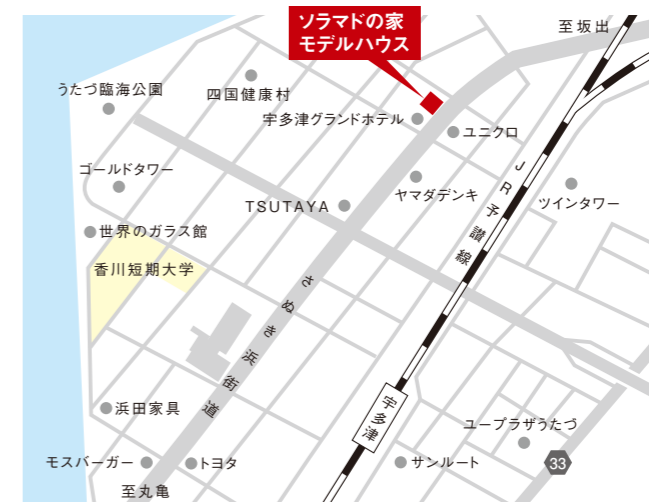 ソラマドの家
モデルハウス
至坂出
四国健康村
うたづ臨海公園
宇多津グランドホテル
ユニクロ
ゴールドタワー
ヤマダデンキ
JR予讃線
ツインタワー
TSUTAYA
世界のガラス館
香川短期大学
さぬき浜街道
浜田家具
宇多津
ユープラザうたづ
モスバーガー
トヨタ
サンルート
33
至丸亀